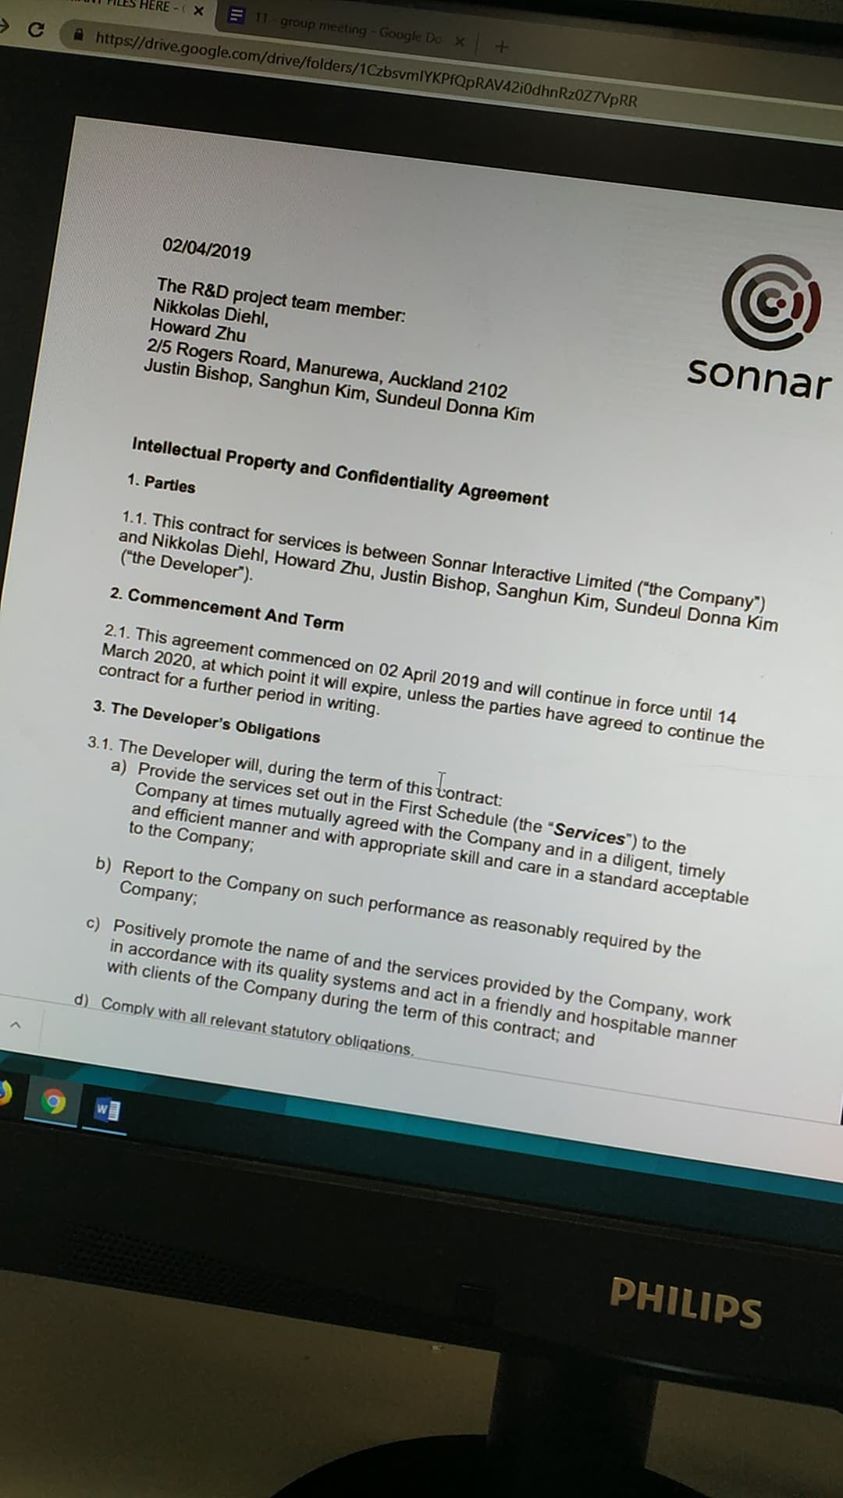 FILES HERE -
11 - group meeting - Google Do
https://drive.google.com/drive/folders/1CzbsvmlYKPfQpRAV42i0dhnRz0Z7VpRR
02/04/2019
sonnar
The R&D project team member:
Nikkolas Diehl,
Howard Zhu
2/5 Rogers Roard, Manurewa, Auckland 2102
Justin Bishop, Sanghun Kim, Sundeul Donna Kim
Intellectual Property and Confidentiality Agreement
1. Parties
1.1. This contract for services is between Sonnar Interactive Limited ("the Company")
and Nikkolas Diehl, Howard Zhu, Justin Bishop, Sanghun Kim, Sundeul Donna Kim
("the Developer").
2. Commencement And Term
2.1. This agreement commenced on 02 April 2019 and will continue in force until 14
March 2020, at which point it will expire, unless the parties have agreed to continue the
contract for a further period in writing.
3. The Developer's Obligations
3.1. The Developer will, during the term of this contract:
a) Provide the services set out in the First Schedule (the "Services") to the
Company at times mutually agreed with the Company and in a diligent, timely
and efficient manner and with appropriate skill and care in a standard acceptable
to the Company;
b) Report to the Company on such performance as reasonably required by the
Company;
c) Positively promote the name of and the services provided by the Company, work
in accordance with its quality systems and act in a friendly and hospitable manner
with clients of the Company during the term of this contract; and
d) Comply with all relevant statutory obligations.
PHILIPS